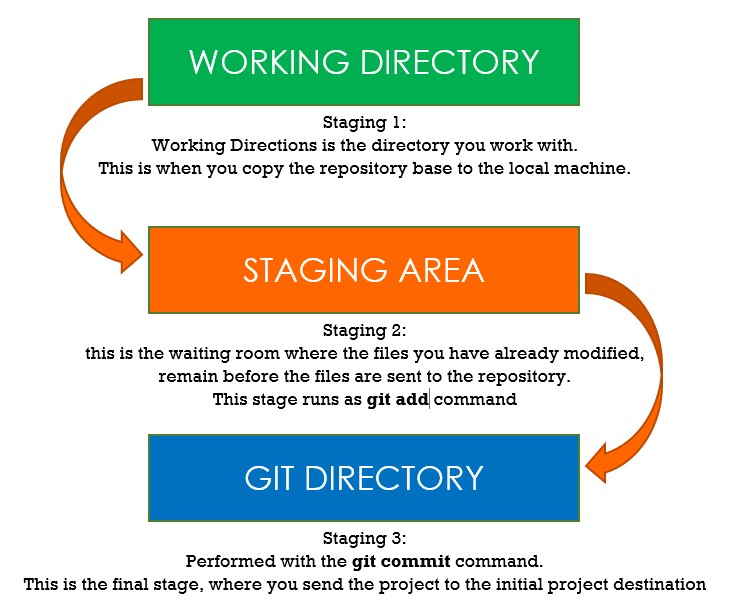 WORKING DIRECTORY
Staging 1:
Working Directions is the directory you work with.
This is when you copy the repository base to the local machine.
STAGING AREA
Staging 2:
this is the waiting room where the files you have already modified,
remain before the files are sent to the repository.
This stage runs as git add command
GIT DIRECTORY
Staging 3:
Performed with the git commit command.
This is the final stage, where you send the project to the initial project destination